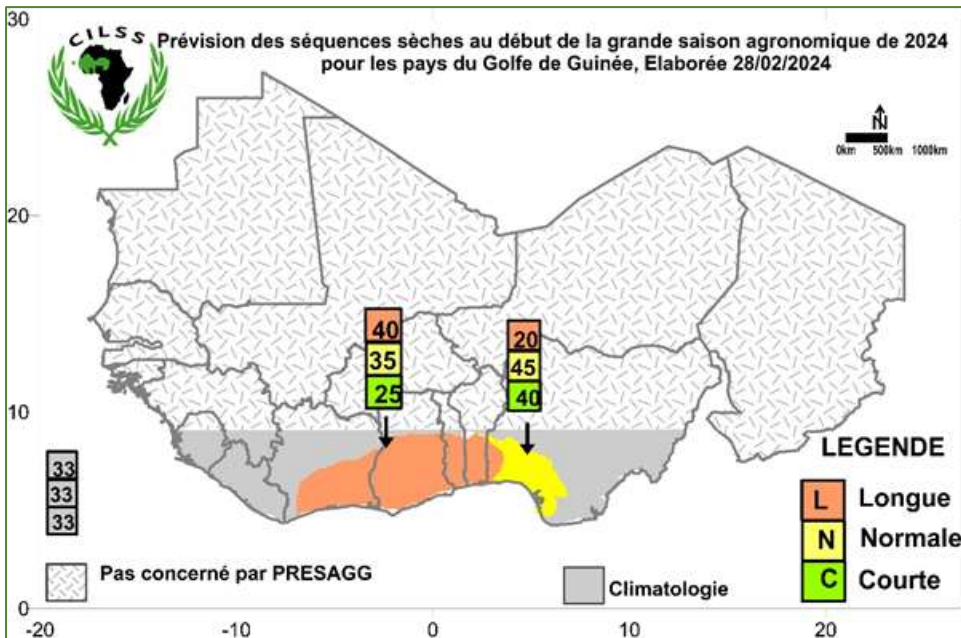 30
CILSS
Prévision des séquences sèches au début de la grande saison agronomique de 2024
pour les pays du Golfe de Guinée, Elaborée 28/02/2024
N
0km 500km 1000km
20
40
35
25
20
45
40
10
33
33
33
LEGENDE
L Longue
N Normale
C Courte
Pas concerné par PRESAGG
Climatologie
0
-20 -10 0 10 20